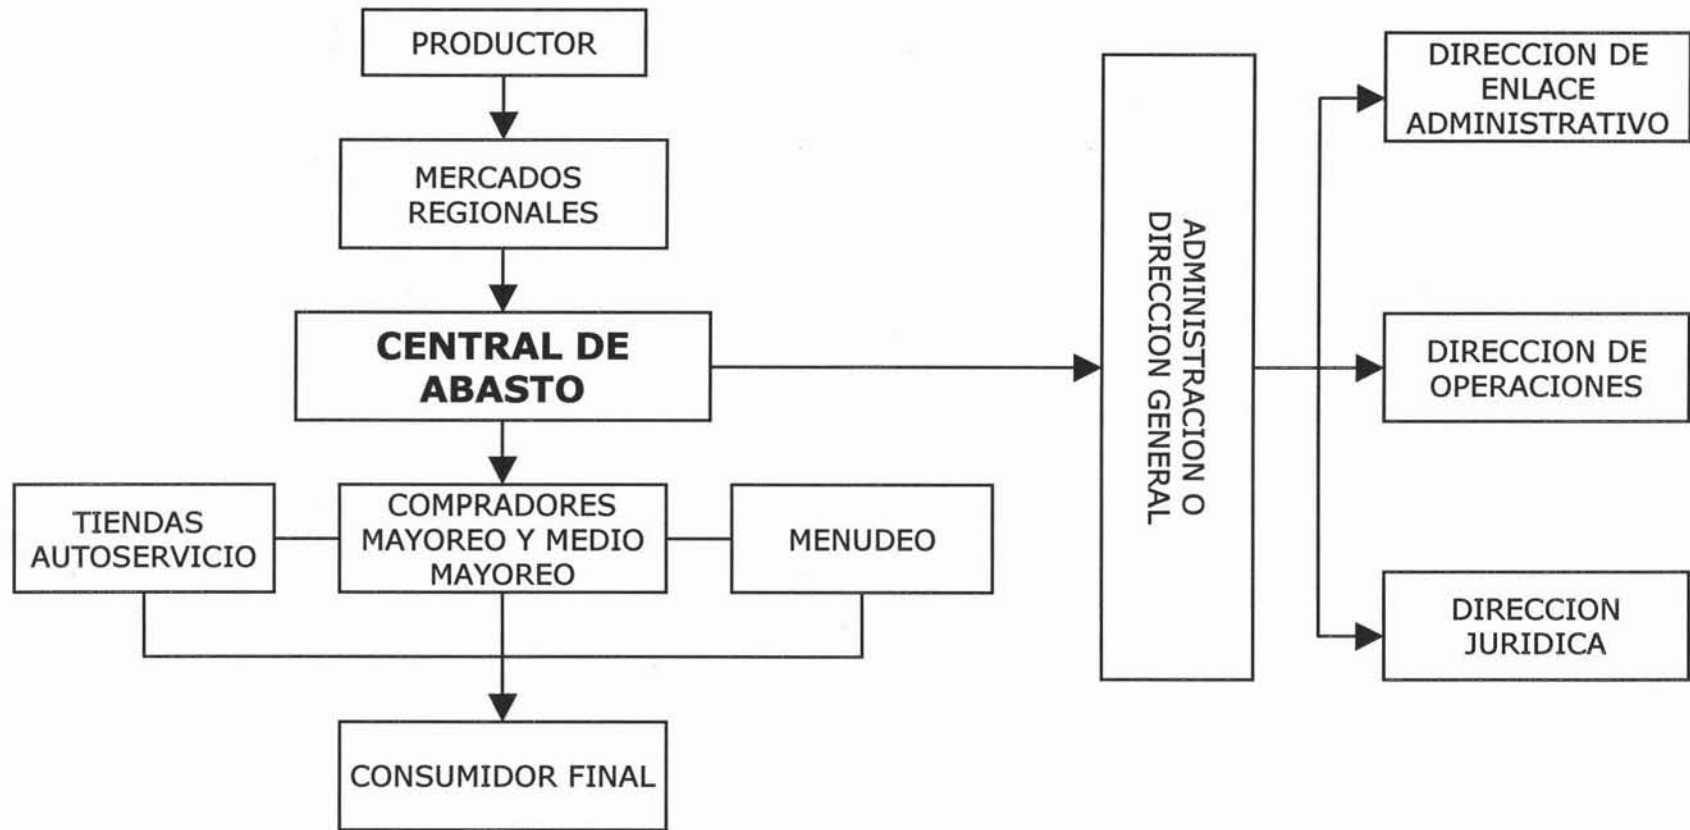 PRODUCTOR
MERCADOS
REGIONALES
CENTRAL DE
ABASTO
TIENDAS
AUTOSERVICIO
COMPRADORES
MAYOREO Y MEDIO
MAYOREO
MENUDEO
CONSUMIDOR FINAL
ADMINISTRACION O
DIRECCION GENERAL
DIRECCION DE
ENLACE
ADMINISTRATIVO
DIRECCION DE
OPERACIONES
DIRECCION
JURIDICA